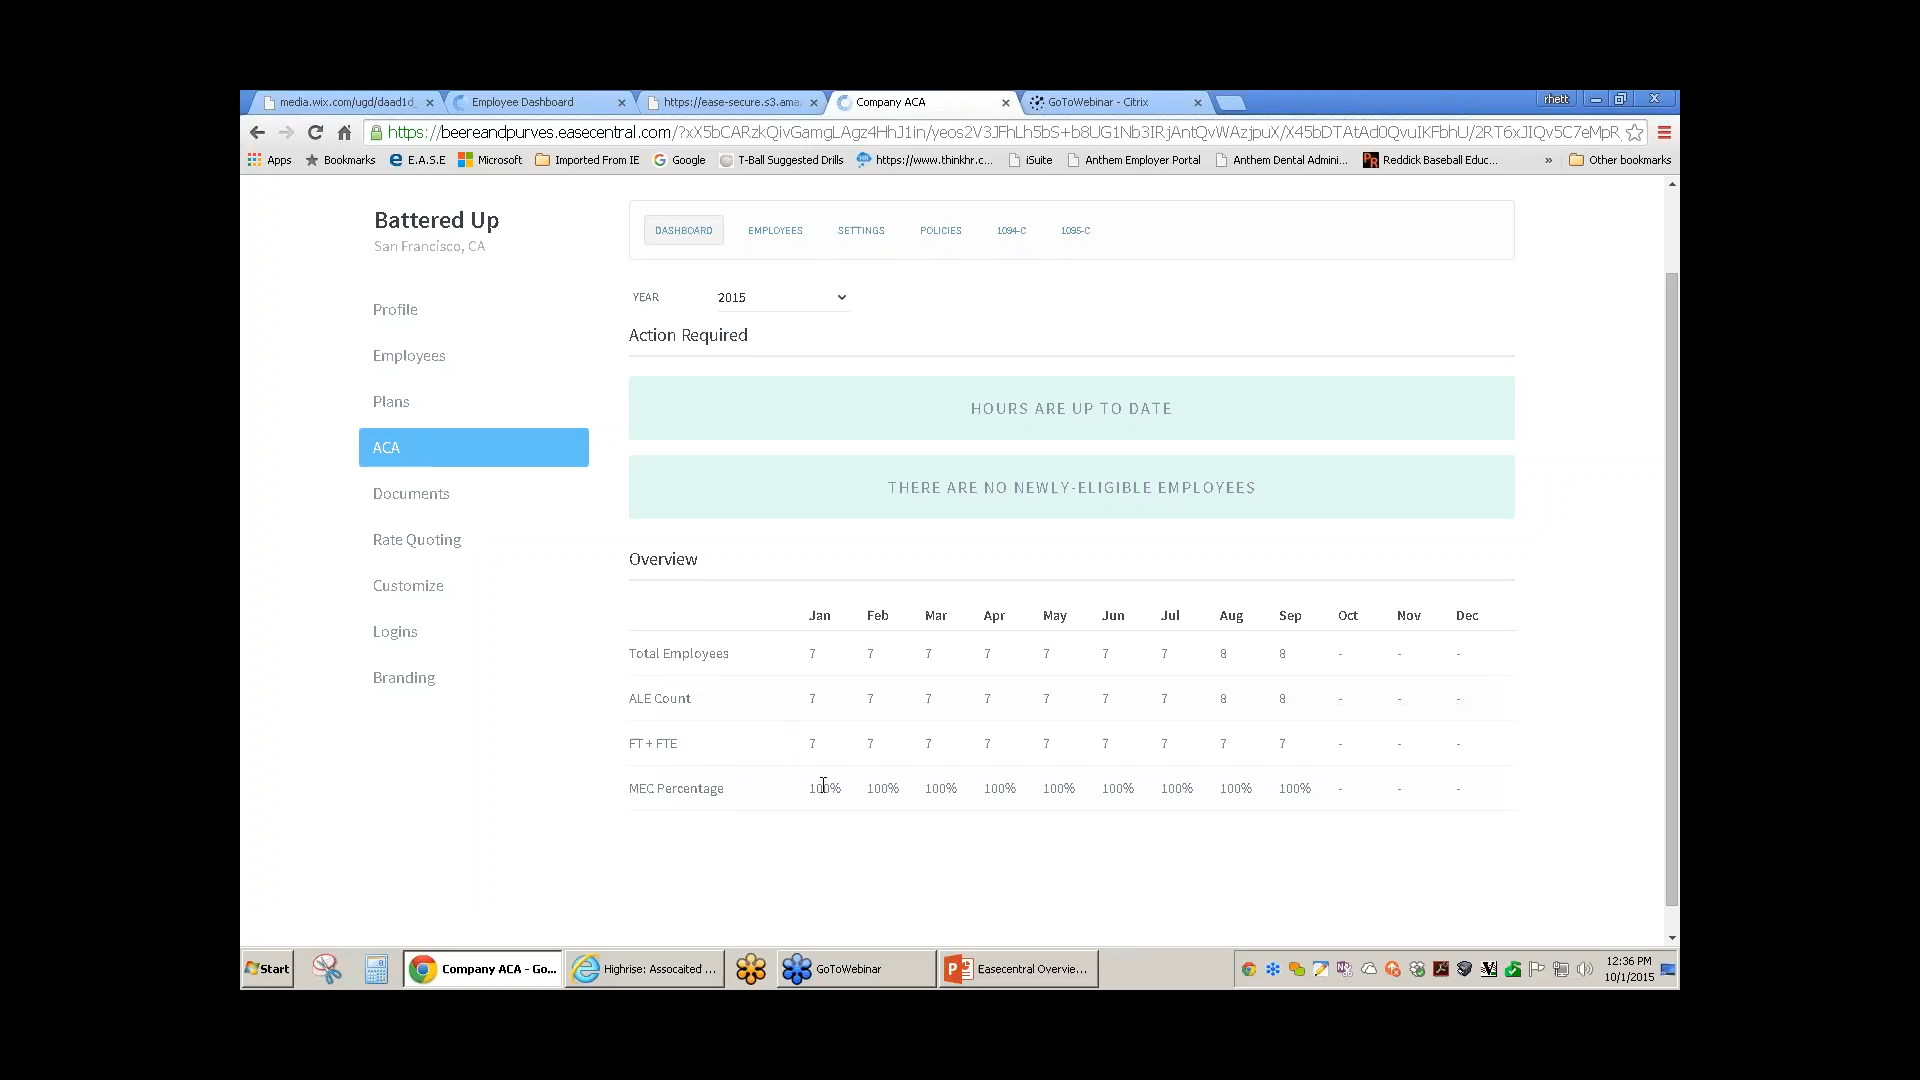 media.wix.com/ugd/daad1d_
Employee Dashboard
https://ease-secure.s3.ama
Company ACA
GoToWebinar - Citrix
rhett
https://beereandpurves.easecentral.com/?xX5bCARzkQivGamgLAgz4HhJ1in/yeos2V3JFhLh5bS+b8UG1Nb3IRjAntQvWAzjpuX/X45bDTAtAd0QvuIKFbhU/2RT6xJIQv5C7eMpR
Apps Bookmarks E.A.S.E Microsoft Imported From IE Google T-Ball Suggested Drills https://www.thinkhr.c... iSuite Anthem Employer Portal Anthem Dental Admini... Reddick Baseball Educ... » Other bookmarks
Battered Up
San Francisco, CA
Profile
Employees
Plans
ACA
Documents
Rate Quoting
Customize
Logins
Branding
DASHBOARD EMPLOYEES SETTINGS POLICIES 1094-C 1095-C
YEAR 2015
Action Required
HOURS ARE UP TO DATE
THERE ARE NO NEWLY-ELIGIBLE EMPLOYEES
Overview
Jan Feb Mar Apr May Jun Jul Aug Sep Oct Nov Dec
Total Employees 7 7 7 7 7 7 7 8 8 - - -
ALE Count 7 7 7 7 7 7 7 8 8 - - -
FT + FTE 7 7 7 7 7 7 7 7 7 - - -
MEC Percentage 100% 100% 100% 100% 100% 100% 100% 100% 100% - - -
Start
Company ACA - Go...
Highrise: Assocaited ...
GoToWebinar
Easecentral Overvie...
12:36 PM
10/1/2015